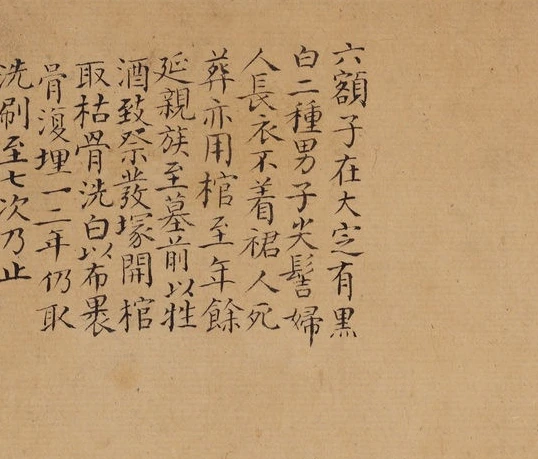 六額子在大定有黑
白二種男子尖髻婦
人長衣不着裙人死
葬亦用棺至年餘
延親族至墓前以牲
酒致祭發塚開棺
取枯骨洗白以布裹
骨復埋一二年仍取
洗刷至七次乃止